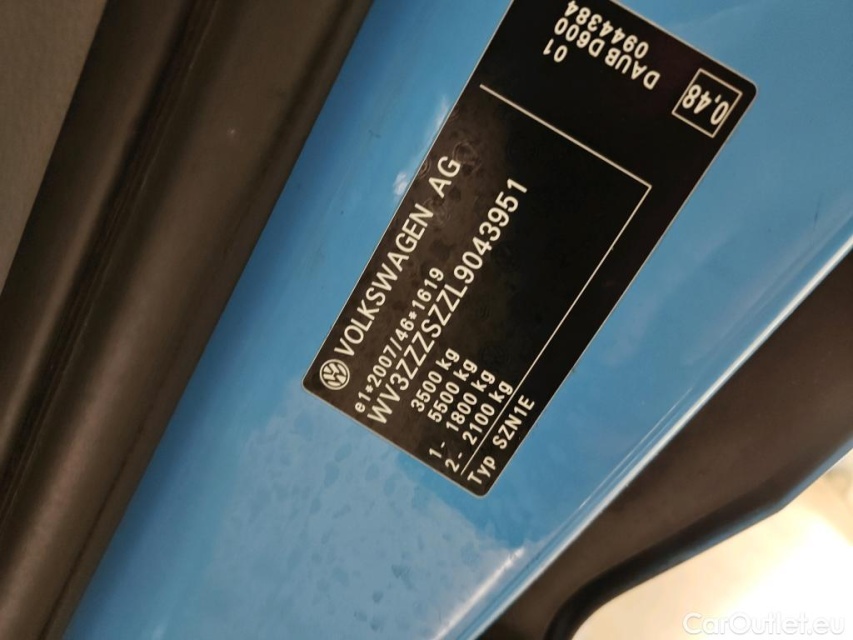 VOLKSWAGEN AG
e1*2007/46*1619
WV3ZZZSZZL9043951
3500 kg
5500 kg
1- 1800 kg
2- 2100 kg
Typ SZN1E
0,48
01
DAUB D600
0944384
CarOutlet.eu